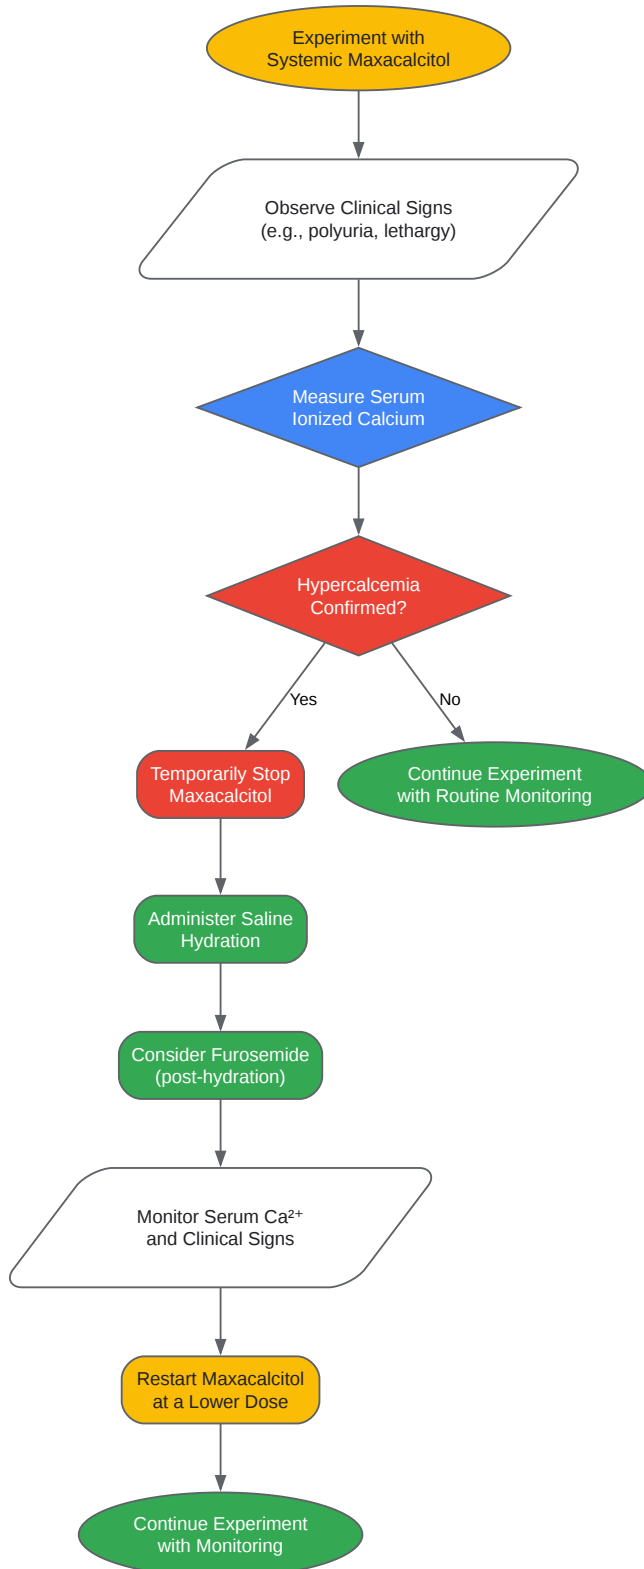 Experiment with
Systemic Maxacalcitol
Observe Clinical Signs
(e.g., polyuria, lethargy)
Measure Serum
Ionized Calcium
Hypercalcemia
Confirmed?
Yes
No
Temporarily Stop
Maxacalcitol
Continue Experiment
with Routine Monitoring
Administer Saline
Hydration
Consider Furosemide
(post-hydration)
Monitor Serum Ca²⁺
and Clinical Signs
Restart Maxacalcitol
at a Lower Dose
Continue Experiment
with Monitoring